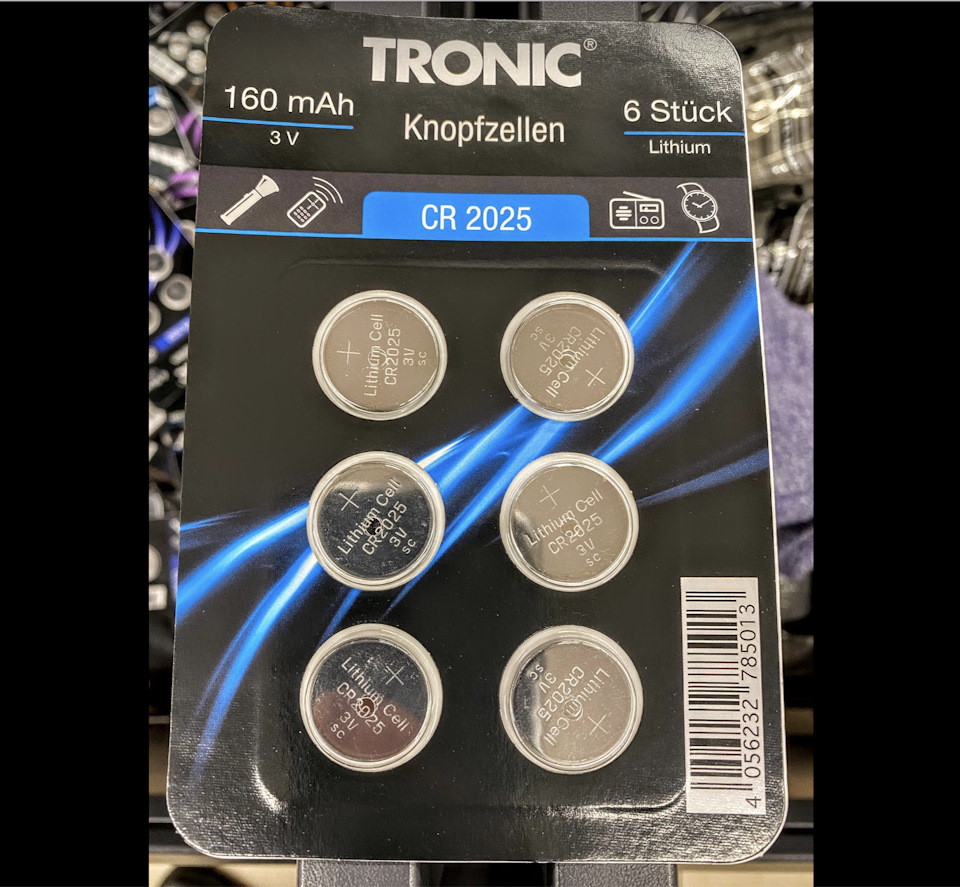 TRONIC®
160 mAh
3 V
Knopfzellen
6 Stück
Lithium
CR 2025
Lithium Cell
CR2025
3V
sc
Lithium Cell
CR2025
3V
sc
Lithium Cell
CR2025
3V
sc
Lithium Cell
CR2025
3V
sc
Lithium Cell
CR2025
3V
sc
Lithium Cell
CR2025
3V
sc
4 056232 785013